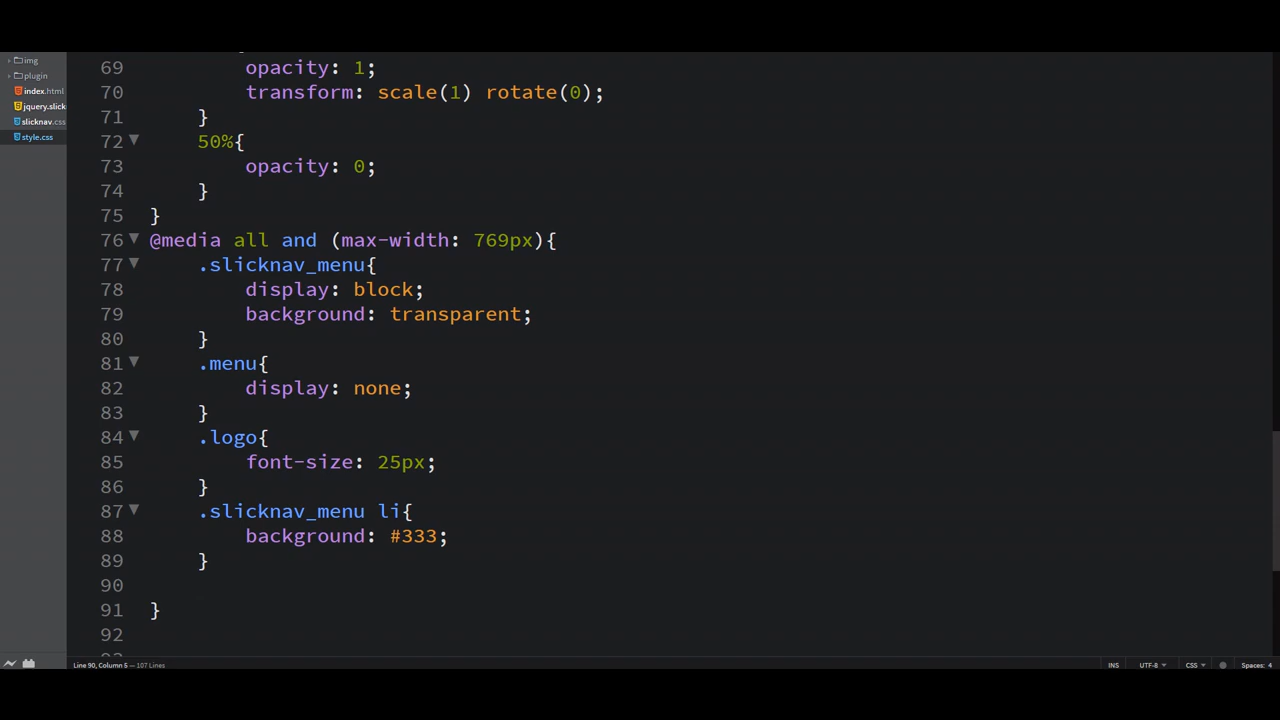 img
plugin
index.html
jquery.slick
slicknav.css
style.css
69 opacity: 1;
70 transform: scale(1) rotate(0);
71 }
72 50%{
73 opacity: 0;
74 }
75 }
76 @media all and (max-width: 769px){
77 .slicknav_menu{
78 display: block;
79 background: transparent;
80 }
81 .menu{
82 display: none;
83 }
84 .logo{
85 font-size: 25px;
86 }
87 .slicknav_menu li{
88 background: #333;
89 }
90
91 }
92
Line 90, Column 5 — 107 Lines
INS UTF-8 CSS Spaces: 4